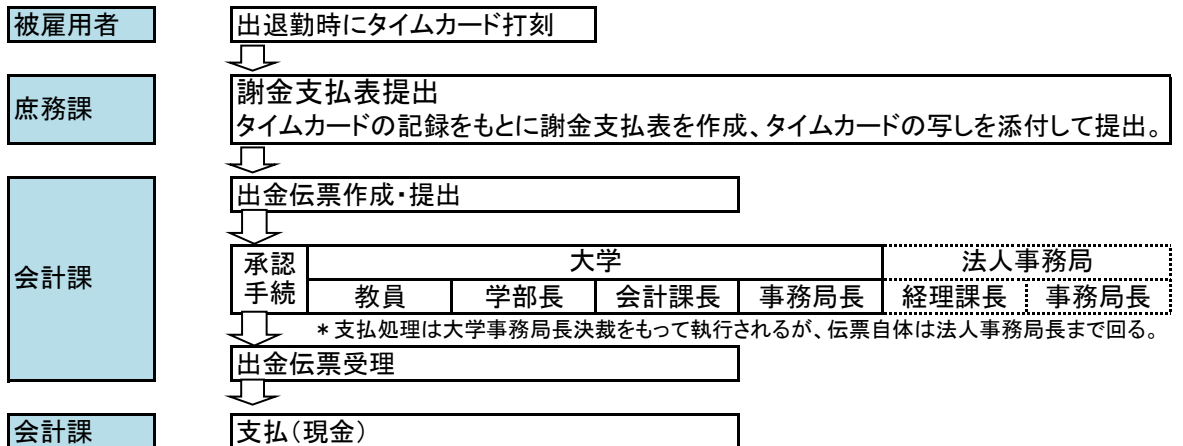 被雇用者
出退勤時にタイムカード打刻
庶務課
謝金支払表提出
タイムカードの記録をもとに謝金支払表を作成、タイムカードの写しを添付して提出。
会計課
出金伝票作成・提出
承認
手続
大学
法人事務局
教員
学部長
会計課長
事務局長
経理課長
事務局長
*支払処理は大学事務局長決裁をもって執行されるが、伝票自体は法人事務局長まで回る。
出金伝票受理
会計課
支払(現金)